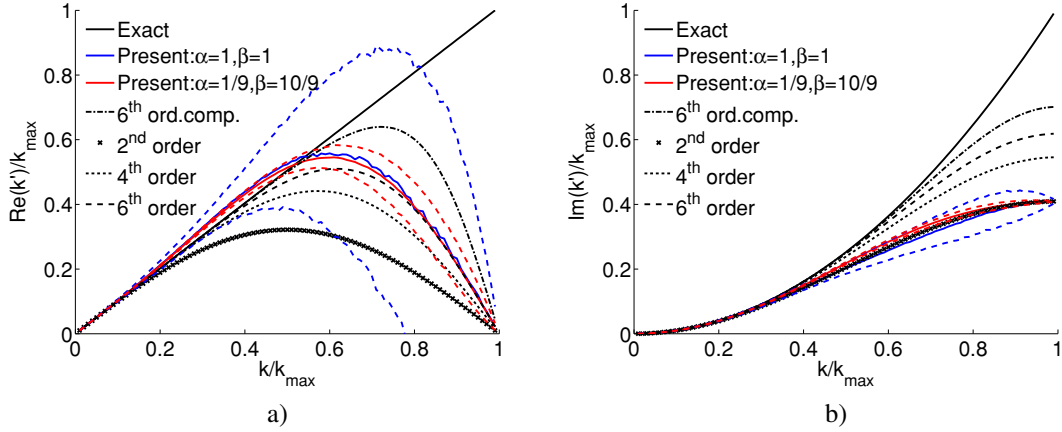 Exact
Present:α=1,β=1
Present:α=1/9,β=10/9
6th ord.comp.
2nd order
4th order
6th order
Re(k')/kmax
1
0.8
0.6
0.4
0.2
0
0 0.2 0.4 0.6 0.8 1
k/kmax
a)
Exact
Present:α=1,β=1
Present:α=1/9,β=10/9
6th ord.comp.
2nd order
4th order
6th order
Im(k')/kmax
1
0.8
0.6
0.4
0.2
0
0 0.2 0.4 0.6 0.8 1
k/kmax
b)